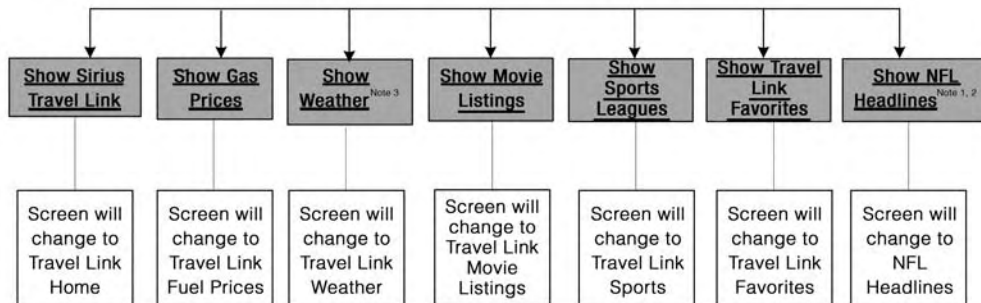 Show Sirius
Travel Link
Show Gas
Prices
Show
Weather Note 3
Show Movie
Listings
Show
Sports
Leagues
Show Travel
Link
Favorites
Show NFL
Headlines Note 1, 2
Screen will
change to
Travel Link
Home
Screen will
change to
Travel Link
Fuel Prices
Screen will
change to
Travel Link
Weather
Screen will
change to
Travel Link
Movie
Listings
Screen will
change to
Travel Link
Sports
Screen will
change to
Travel Link
Favorites
Screen will
change to
NFL
Headlines